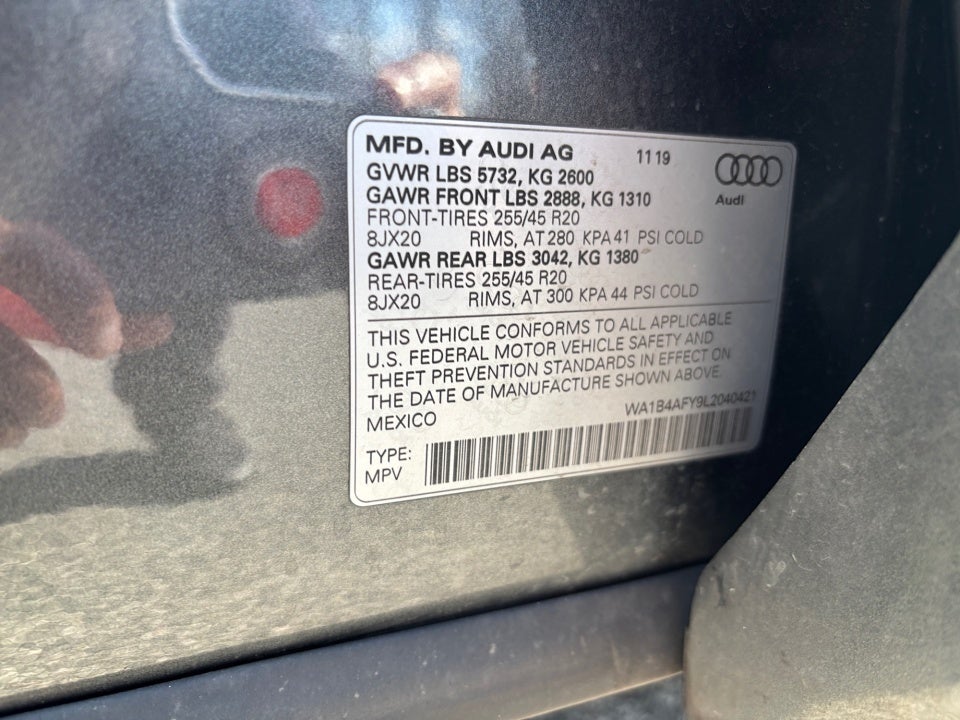 MFD. BY AUDI AG 11 19
Audi
GVWR LBS 5732, KG 2600
GAWR FRONT LBS 2888, KG 1310
FRONT-TIRES 255/45 R20
8JX20 RIMS, AT 280 KPA 41 PSI COLD
GAWR REAR LBS 3042, KG 1380
REAR-TIRES 255/45 R20
8JX20 RIMS, AT 300 KPA 44 PSI COLD
THIS VEHICLE CONFORMS TO ALL APPLICABLE
U.S. FEDERAL MOTOR VEHICLE SAFETY AND
THEFT PREVENTION STANDARDS IN EFFECT ON
THE DATE OF MANUFACTURE SHOWN ABOVE.
MEXICO WA1B4AFY9L2040421
TYPE:
MPV